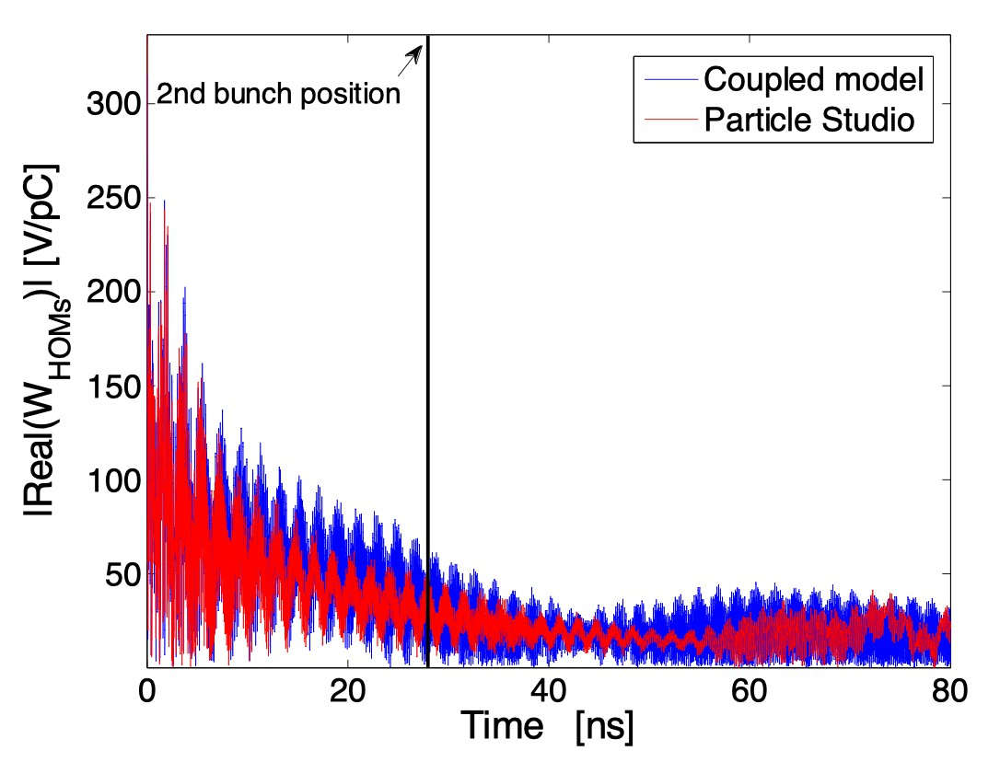 2nd bunch position
Coupled model
Particle Studio
|Real(W_HOMs)| [V/pC]
300
250
200
150
100
50
0
20
40
60
80
Time [ns]